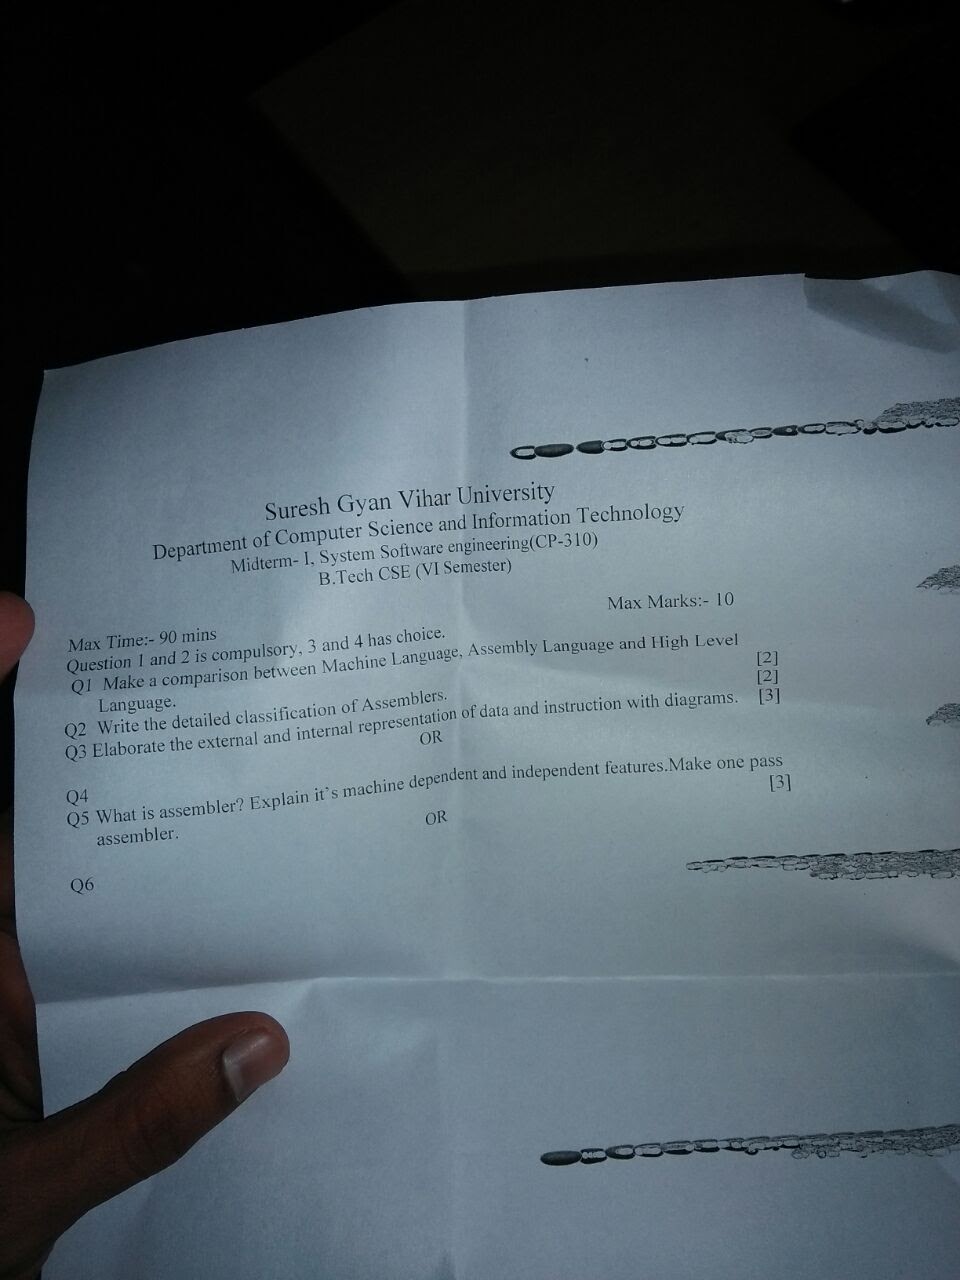 Suresh Gyan Vihar University
Department of Computer Science and Information Technology
Midterm- I, System Software engineering(CP-310)
B.Tech CSE (VI Semester)
Max Marks:- 10
Max Time:- 90 mins
Question 1 and 2 is compulsory, 3 and 4 has choice.
Q1 Make a comparison between Machine Language, Assembly Language and High Level
Language. [2]
Q2 Write the detailed classification of Assemblers. [2]
Q3 Elaborate the external and internal representation of data and instruction with diagrams. [3]
OR
Q4
Q5 What is assembler? Explain it's machine dependent and independent features.Make one pass
assembler. [3]
OR
Q6